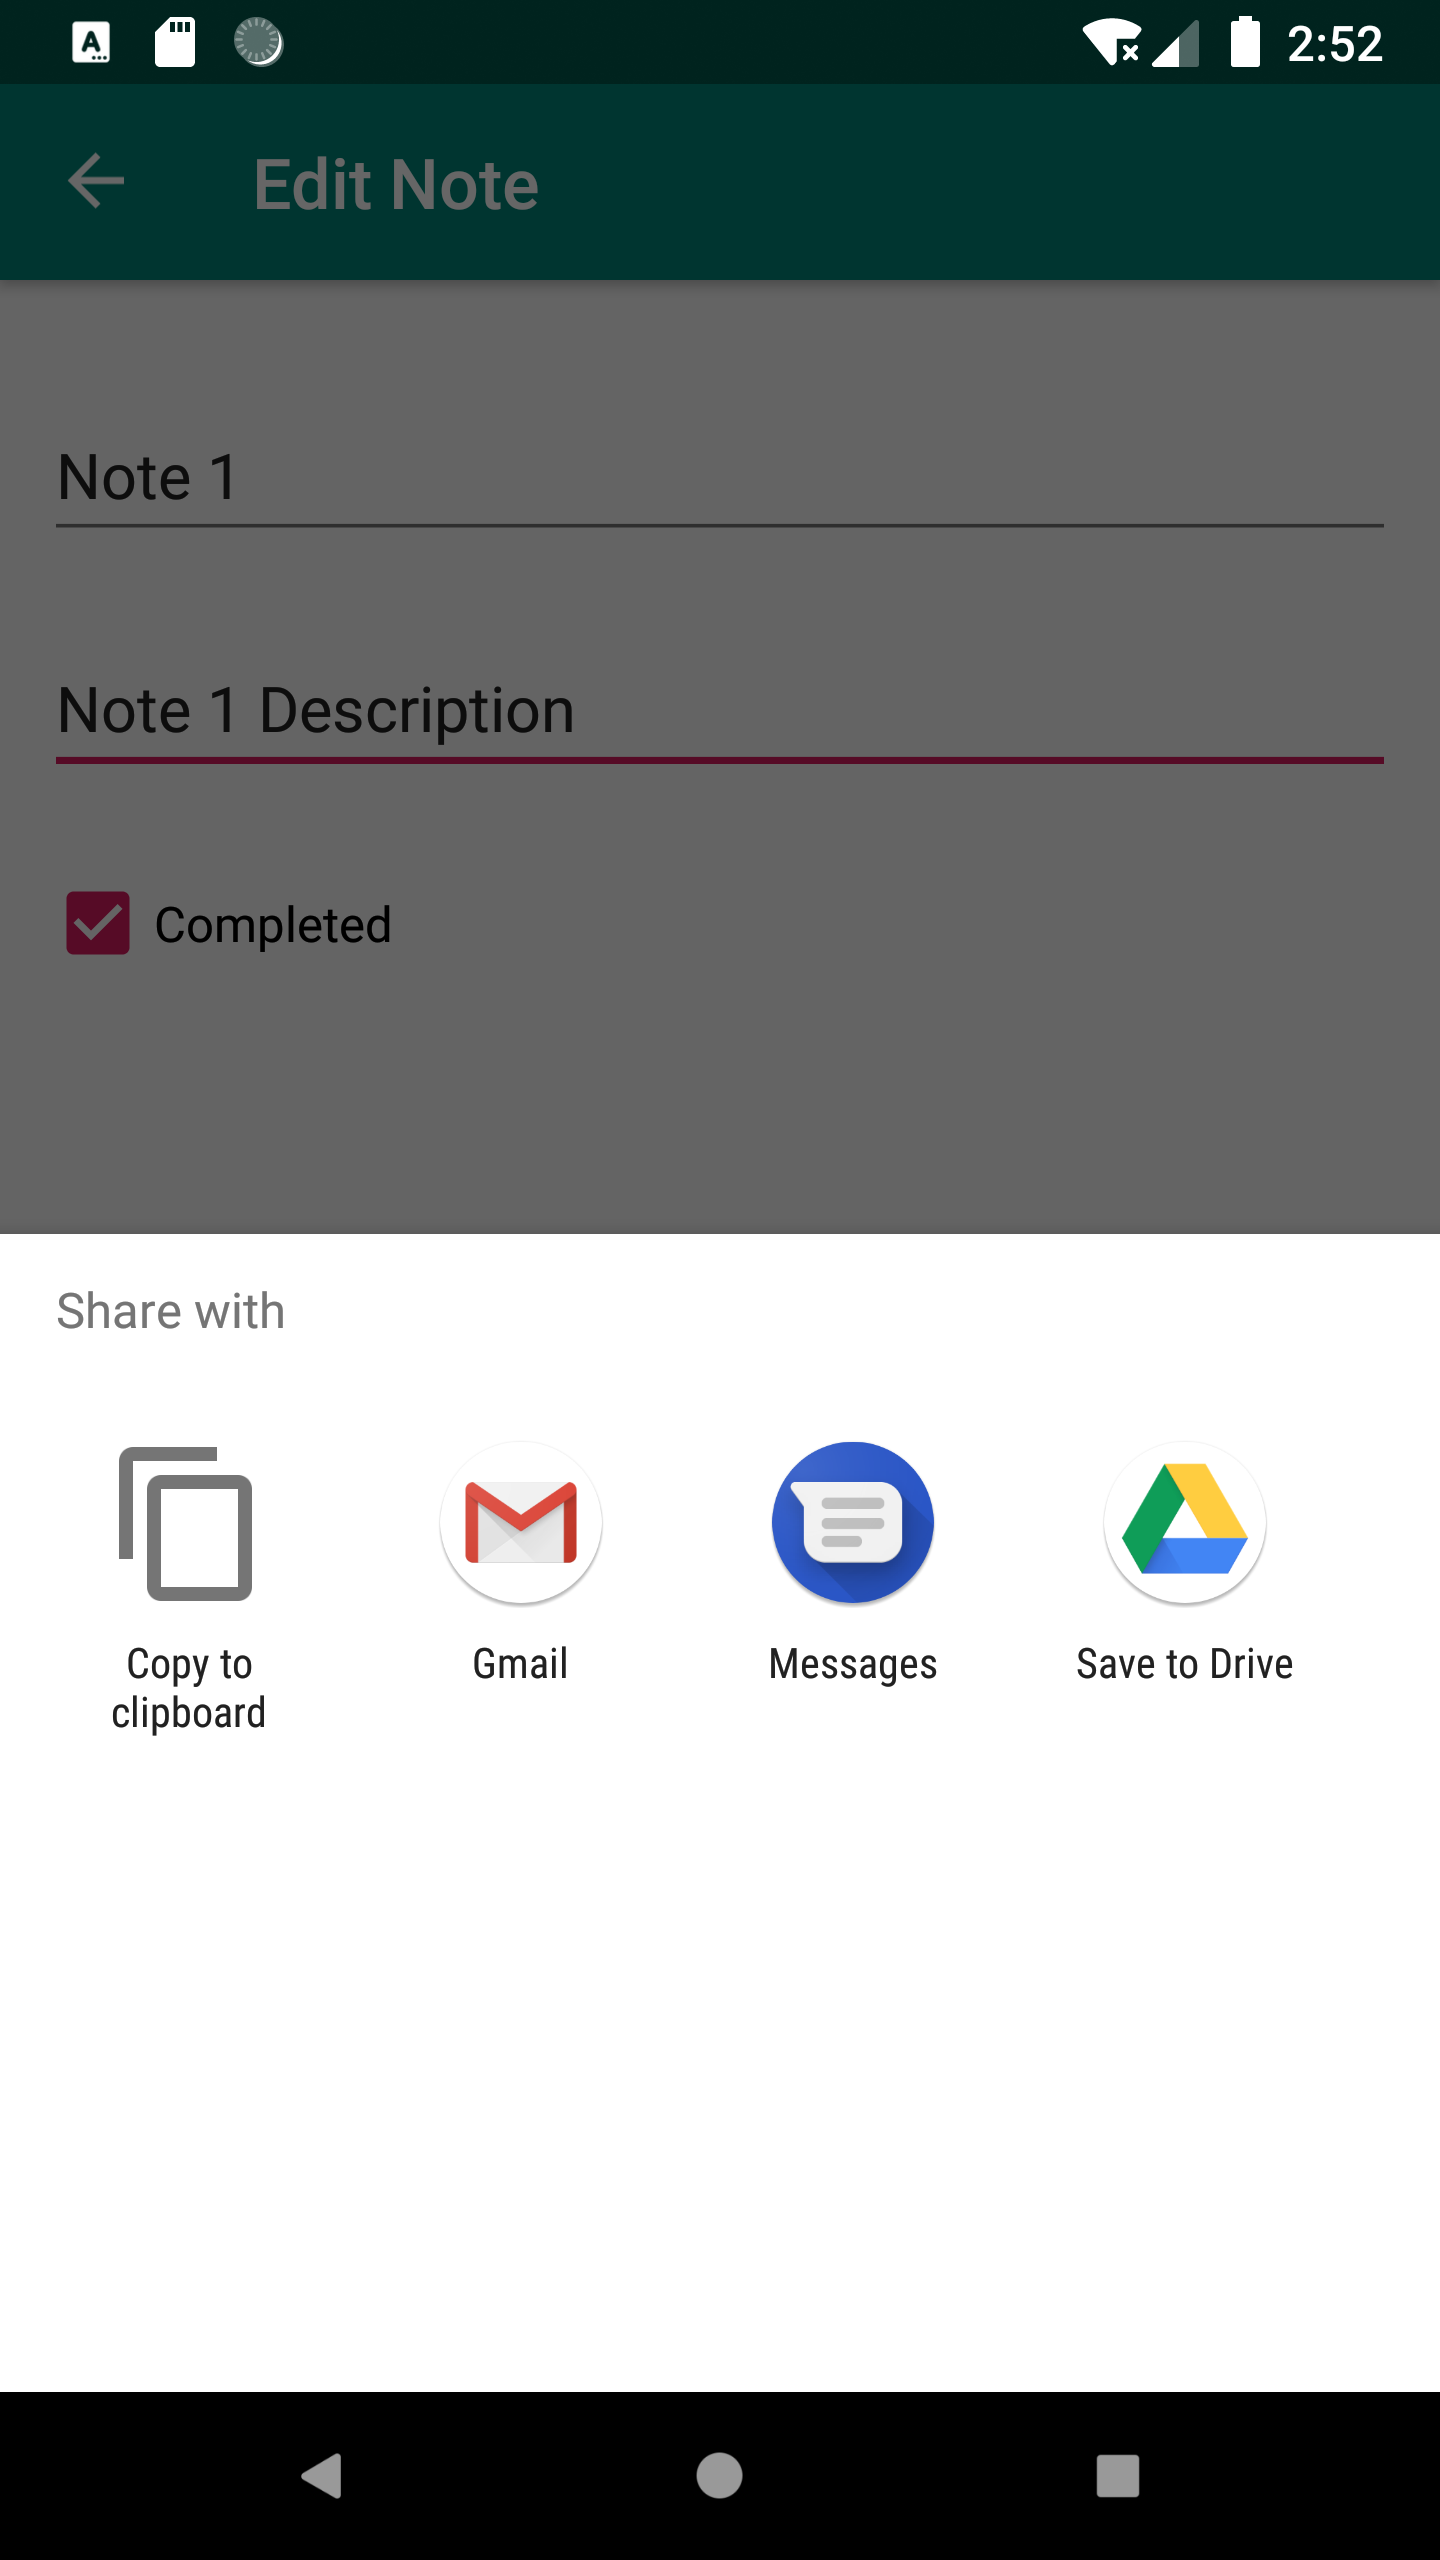 2:52
Edit Note
Note 1
Note 1 Description
Completed
Share with
Copy to
clipboard
Gmail
Messages
Save to Drive